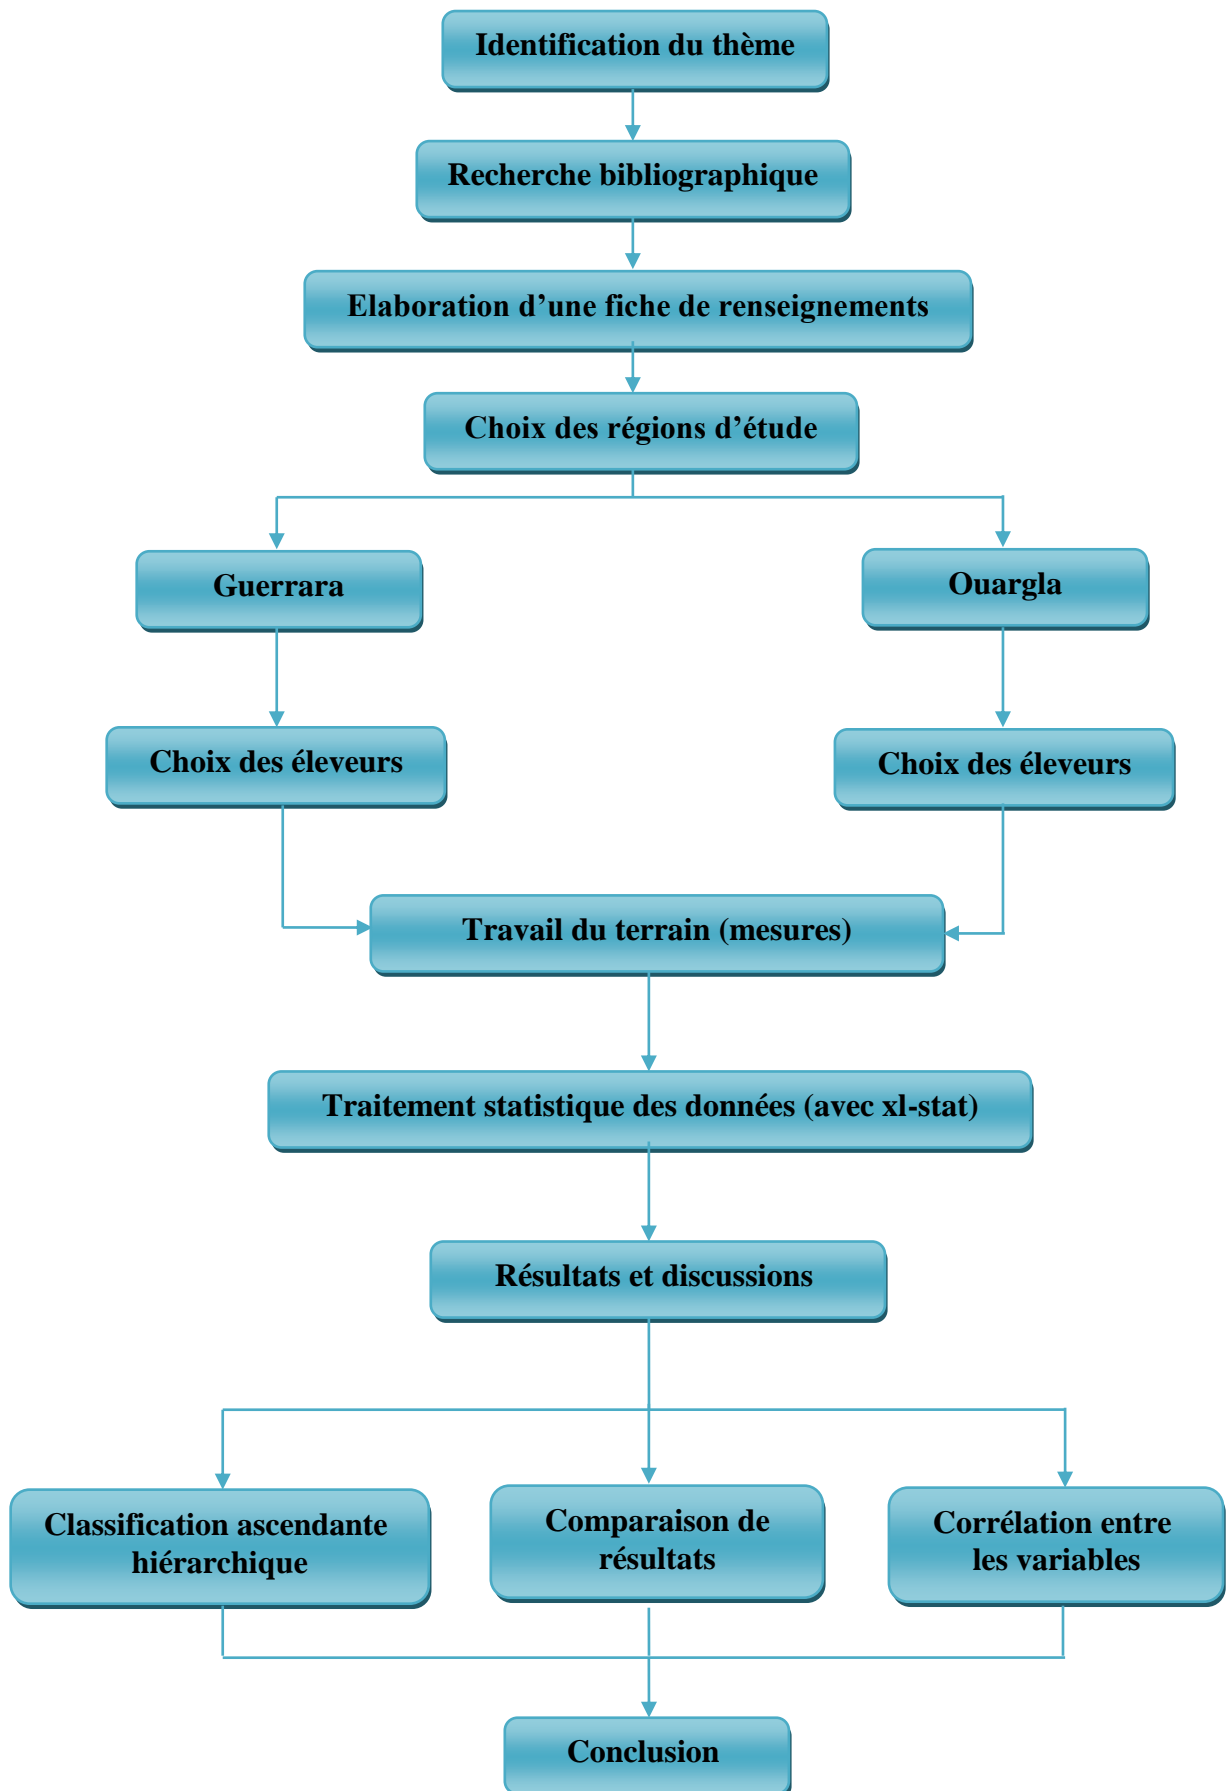 Identification du thème
Recherche bibliographique
Elaboration d’une fiche de renseignements
Choix des régions d’étude
Guerrara
Ouargla
Choix des éleveurs
Choix des éleveurs
Travail du terrain (mesures)
Traitement statistique des données (avec xl-stat)
Résultats et discussions
Classification ascendante
hiérarchique
Comparaison de
résultats
Corrélation entre
les variables
Conclusion